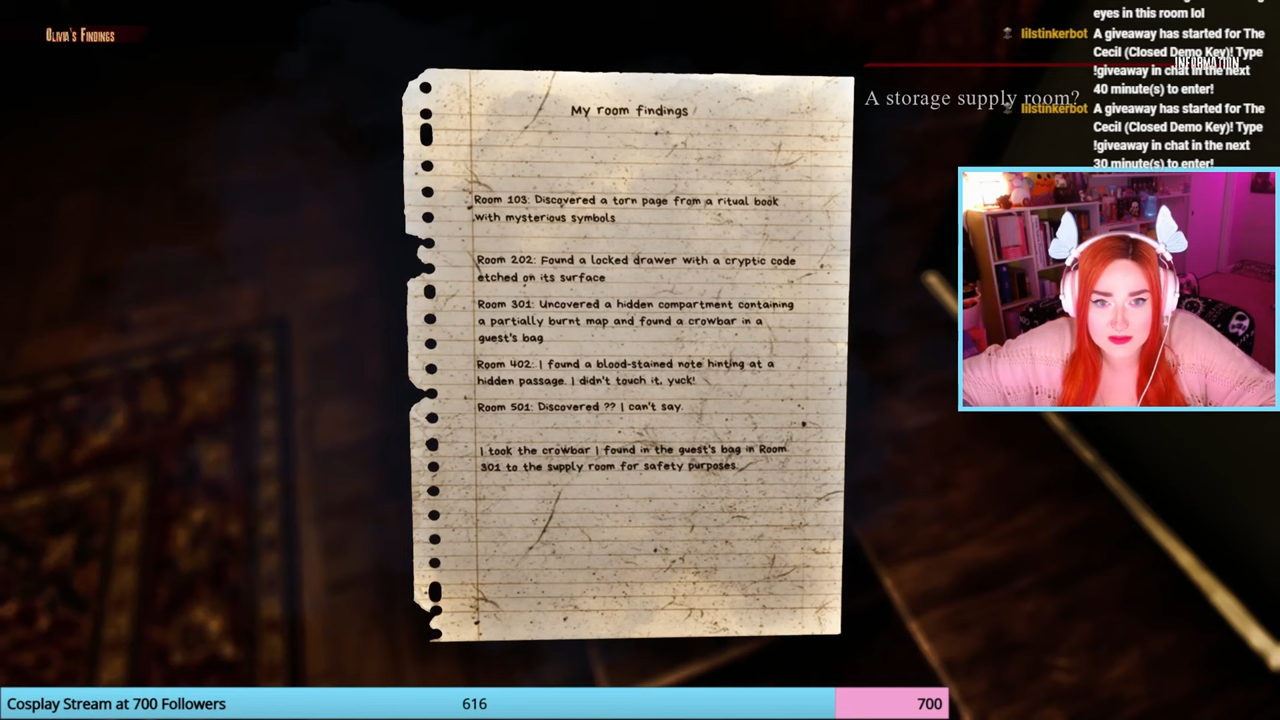 Olivia's Findings
My room findings
Room 103: Discovered a torn page from a ritual book
with mysterious symbols
Room 202: Found a locked drawer with a cryptic code
etched on its surface
Room 301: Uncovered a hidden compartment containing
a partially burnt map and found a crowbar in a
guest's bag
Room 402: I found a blood-stained note hinting at a
hidden passage. I didn't touch it, yuck!
Room 501: Discovered ?? I can't say.
I took the crowbar I found in the guest's bag in Room
301 to the supply room for safety purposes.
INFORMATION
A storage supply room?
eyes in this room lol
lilstinkerbot A giveaway has started for The
Cecil (Closed Demo Key)! Type
!giveaway in chat in the next
40 minute(s) to enter!
lilstinkerbot A giveaway has started for The
Cecil (Closed Demo Key)! Type
!giveaway in chat in the next
30 minute(s) to enter!
Cosplay Stream at 700 Followers 616 700